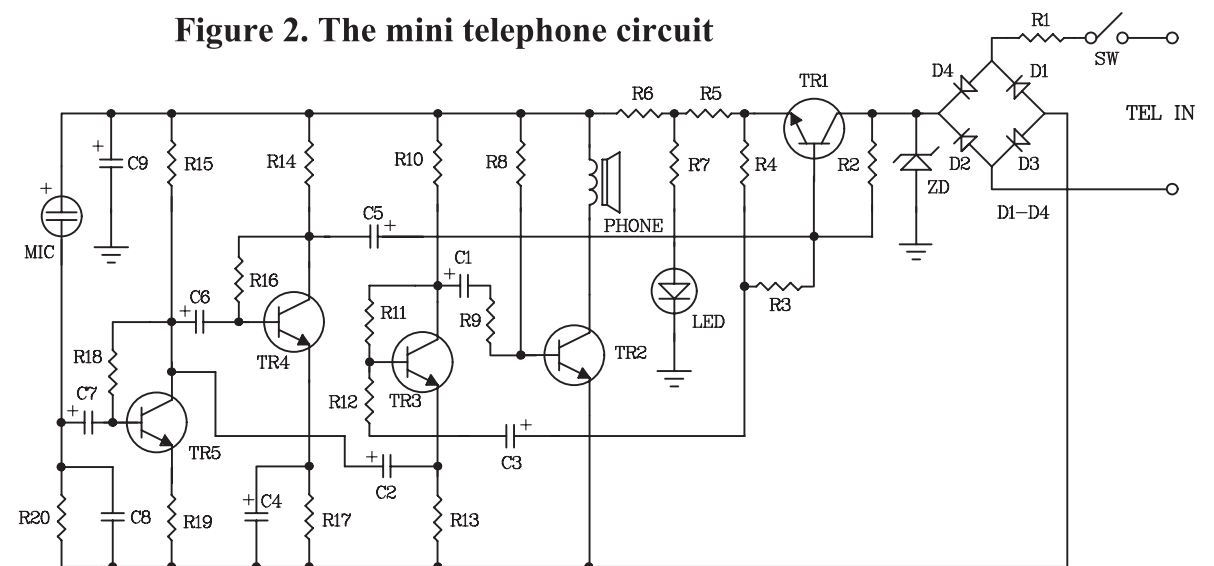 Figure 2. The mini telephone circuit
R1
SW
D4
D1
TR1
R6
R5
TEL IN
+
C9
R15
R14
R10
R8
R7
R4
R2
D2
D3
ZD
+
MIC
PHONE
D1-D4
C5
+
R16
+
C1
+
C6
R11
R9
R3
LED
R18
TR4
TR2
C7
+
R12
TR3
+
C3
TR5
+
C2
R20
C8
R19
+
C4
R17
R13